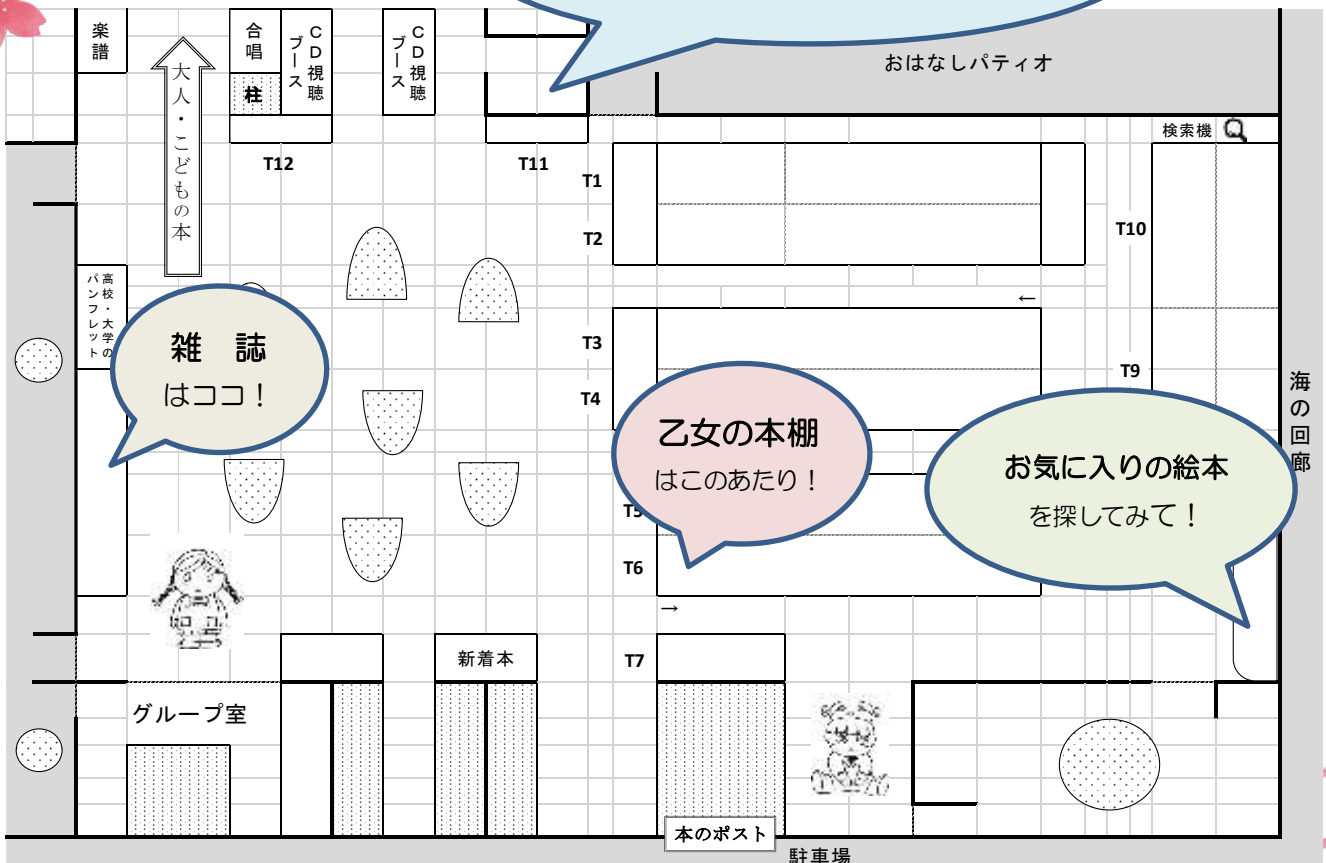 楽譜
大人・こどもの本
合唱
柱
CD視聴
ブース
CD視聴
ブース
おはなしパティオ
検索機
T12
T11
T1
T2
T10
←
高校・大学の
パンフレット
雑 誌
はココ！
T3
T4
T9
海の回廊
乙女の本棚
はこのあたり！
お気に入りの絵本
を探してみて！
T5
T6
→
新着本
T7
グループ室
本のポスト
駐車場